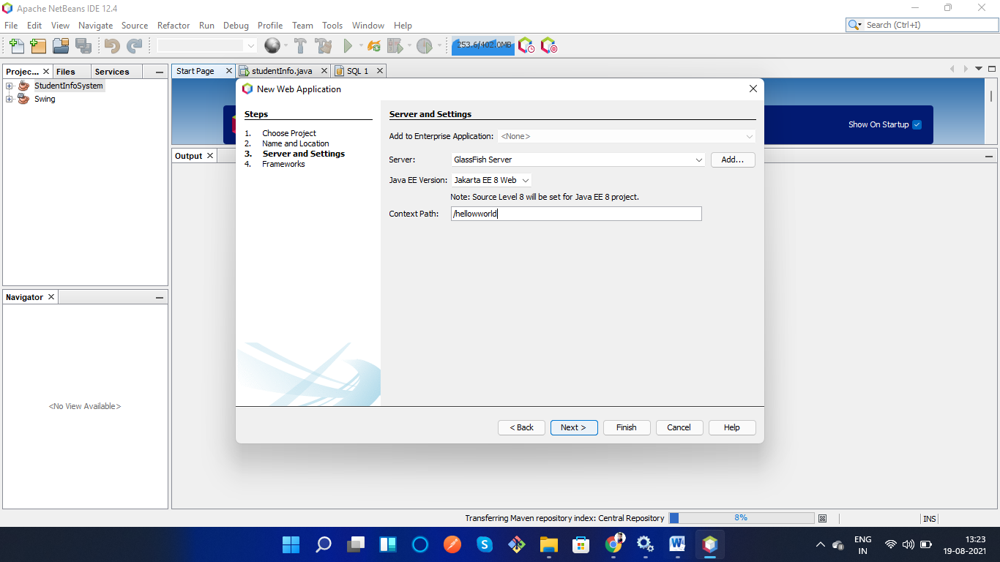 Apache NetBeans IDE 12.4
File Edit View Navigate Source Refactor Run Debug Profile Team Tools Window Help
Search (Ctrl+I)
253.6/402.0MB
Projec... Files Services
Start Page studentInfo.java SQL 1
StudentInfoSystem
Swing
Show On Startup
Output
New Web Application
Steps
1. Choose Project
2. Name and Location
3. Server and Settings
4. Frameworks
Server and Settings
Add to Enterprise Application: <None>
Server: GlassFish Server Add...
Java EE Version: Jakarta EE 8 Web
Note: Source Level 8 will be set for Java EE 8 project.
Context Path: /hellowworld
< Back Next > Finish Cancel Help
Navigator
<No View Available>
Transferring Maven repository index: Central Repository 8% INS
ENG
IN
13:23
19-08-2021